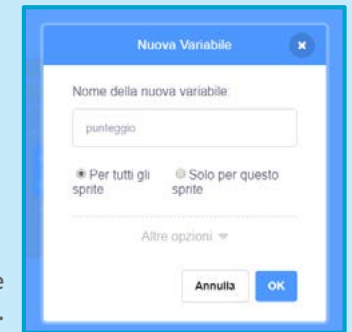 Nuova Variabile
Nome della nuova variabile:
punteggio
Per tutti gli sprite
Solo per questo sprite
Altre opzioni
Annulla OK
e
.